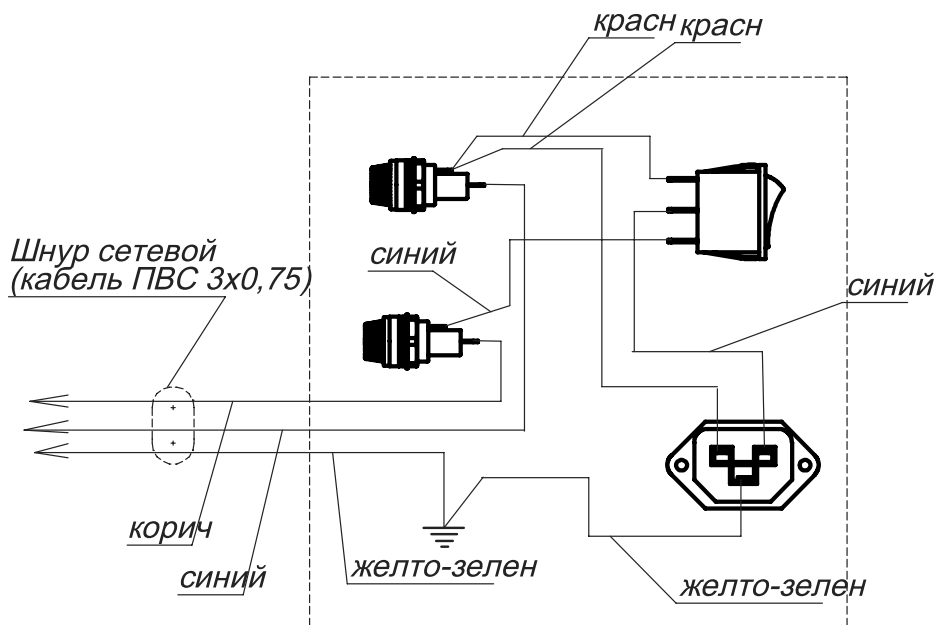 красн красн
Шнур сетевой
(кабель ПВС 3х0,75)
синий
синий
корич
синий
желто-зелен
желто-зелен